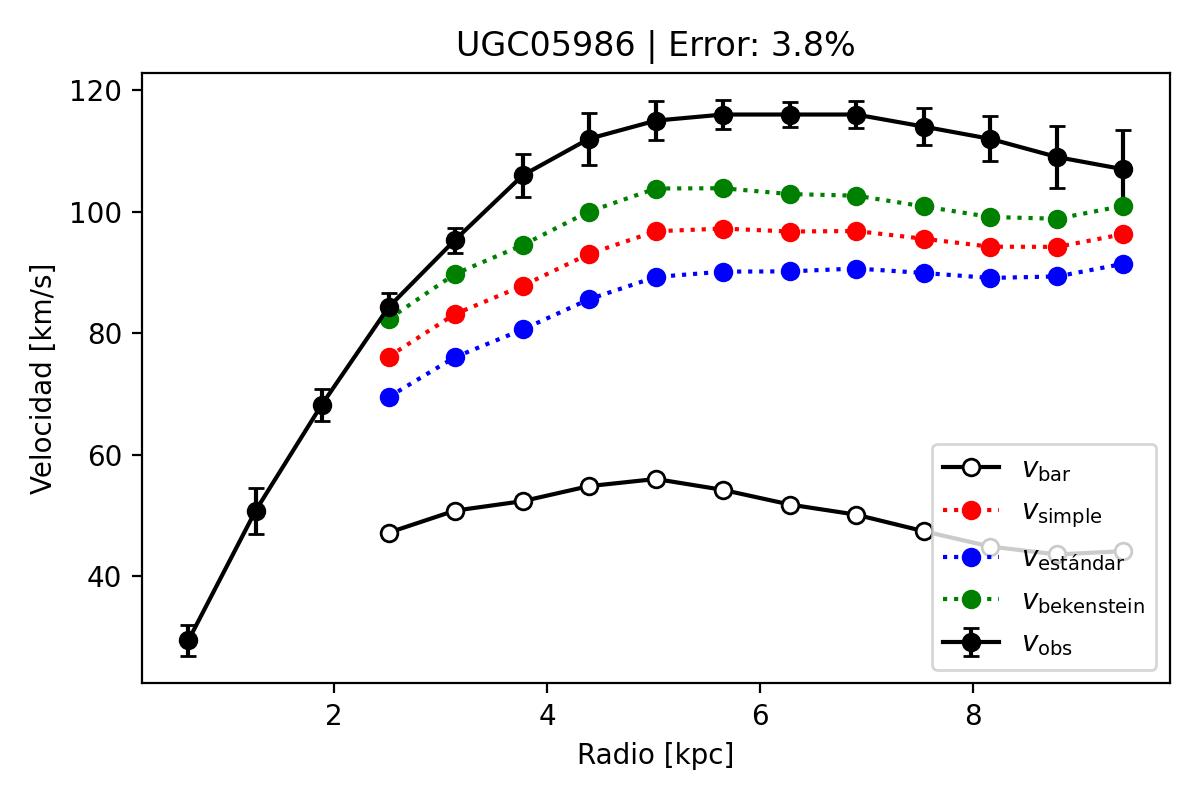 UGC05986 | Error: 3.8%
120
100
80
60
40
Velocidad [km/s]
v_bar
v_simple
v_estándar
v_bekenstein
v_obs
2 4 6 8
Radio [kpc]